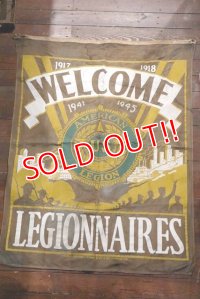 1917 1918
WELCOME
1941 1945
AMERICAN
SOLD OUT!!
LEGION
LEGIONNAIRES